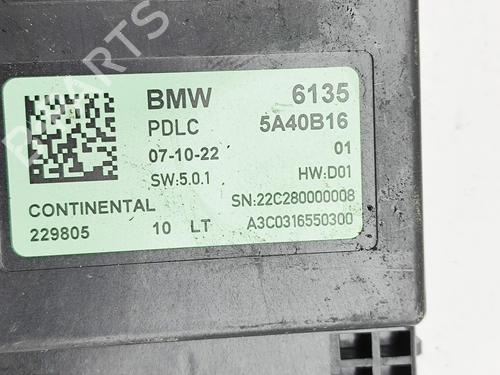 BMW 6135
PDLC 5A40B16
07-10-22 01
SW:5.0.1 HW:D01
CONTINENTAL SN:22C280000008
229805 10 LT A3C0316550300
PARTS